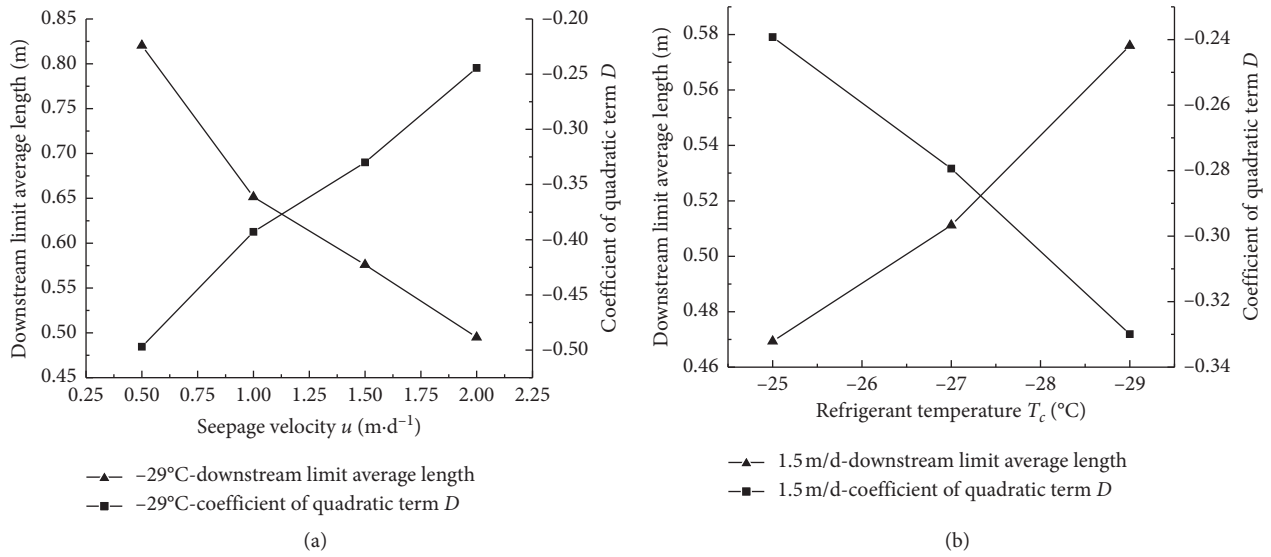 Downstream limit average length (m)
0.85
0.80
0.75
0.70
0.65
0.60
0.55
0.50
0.45
0.25 0.50 0.75 1.00 1.25 1.50 1.75 2.00 2.25
Seepage velocity u (m·d⁻¹)
−0.20
−0.25
−0.30
−0.35
−0.40
−0.45
−0.50
Coefficient of quadratic term D
−29°C-downstream limit average length
−29°C-coefficient of quadratic term D
(a)
Downstream limit average length (m)
0.58
0.56
0.54
0.52
0.50
0.48
0.46
−25 −26 −27 −28 −29
Refrigerant temperature Tc (°C)
−0.24
−0.26
−0.28
−0.30
−0.32
−0.34
Coefficient of quadratic term D
1.5 m/d-downstream limit average length
1.5 m/d-coefficient of quadratic term D
(b)